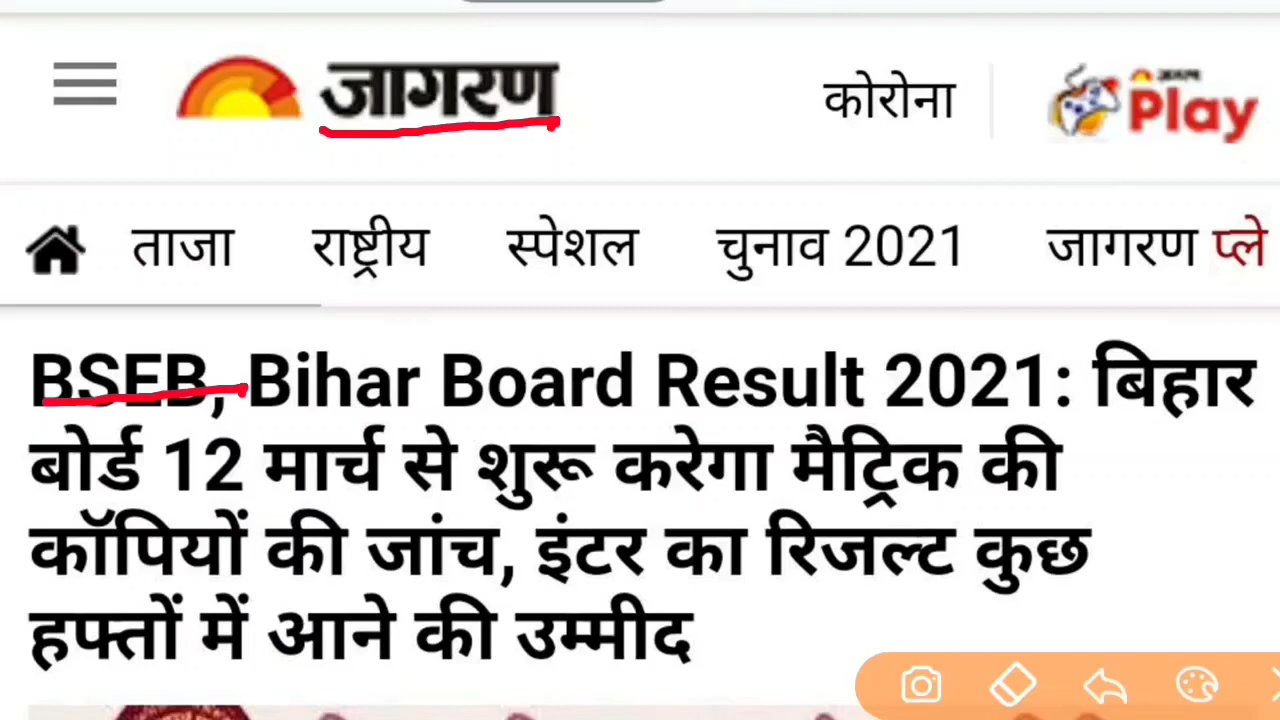 जागरण
कोरोना
Play
ताजा राष्ट्रीय स्पेशल चुनाव 2021 जागरण प्ले
BSEB, Bihar Board Result 2021: बिहार
बोर्ड 12 मार्च से शुरू करेगा मैट्रिक की
कॉपियों की जांच, इंटर का रिजल्ट कुछ
हफ्तों में आने की उम्मीद